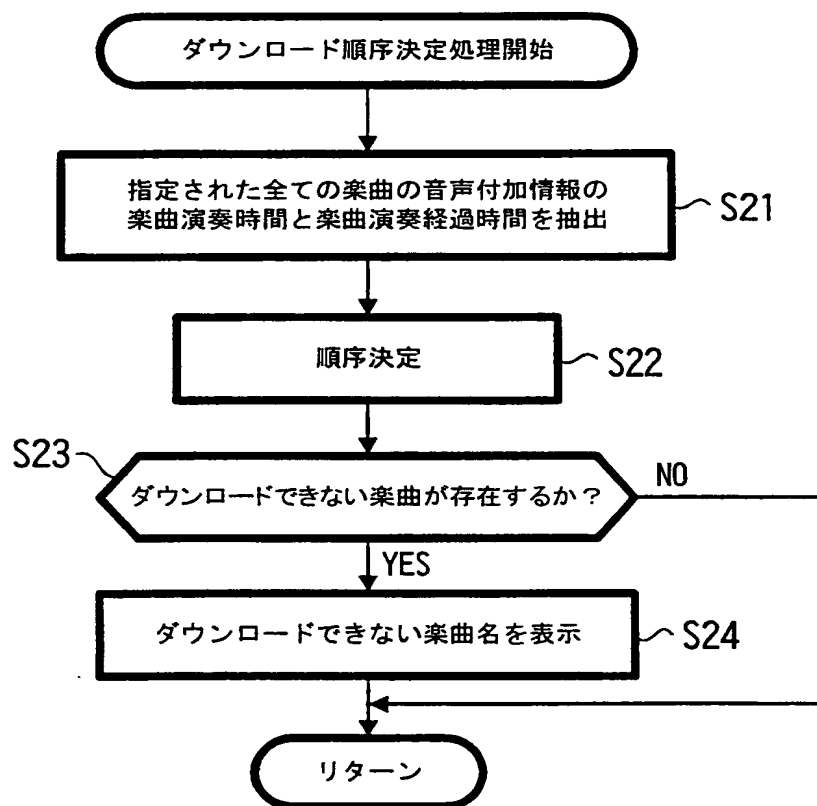 ダウンロード順序決定処理開始
指定された全ての楽曲の音声付加情報の
楽曲演奏時間と楽曲演奏経過時間を抽出
S21
順序決定
S22
S23
ダウンロードできない楽曲が存在するか？
NO
YES
ダウンロードできない楽曲名を表示
S24
リターン